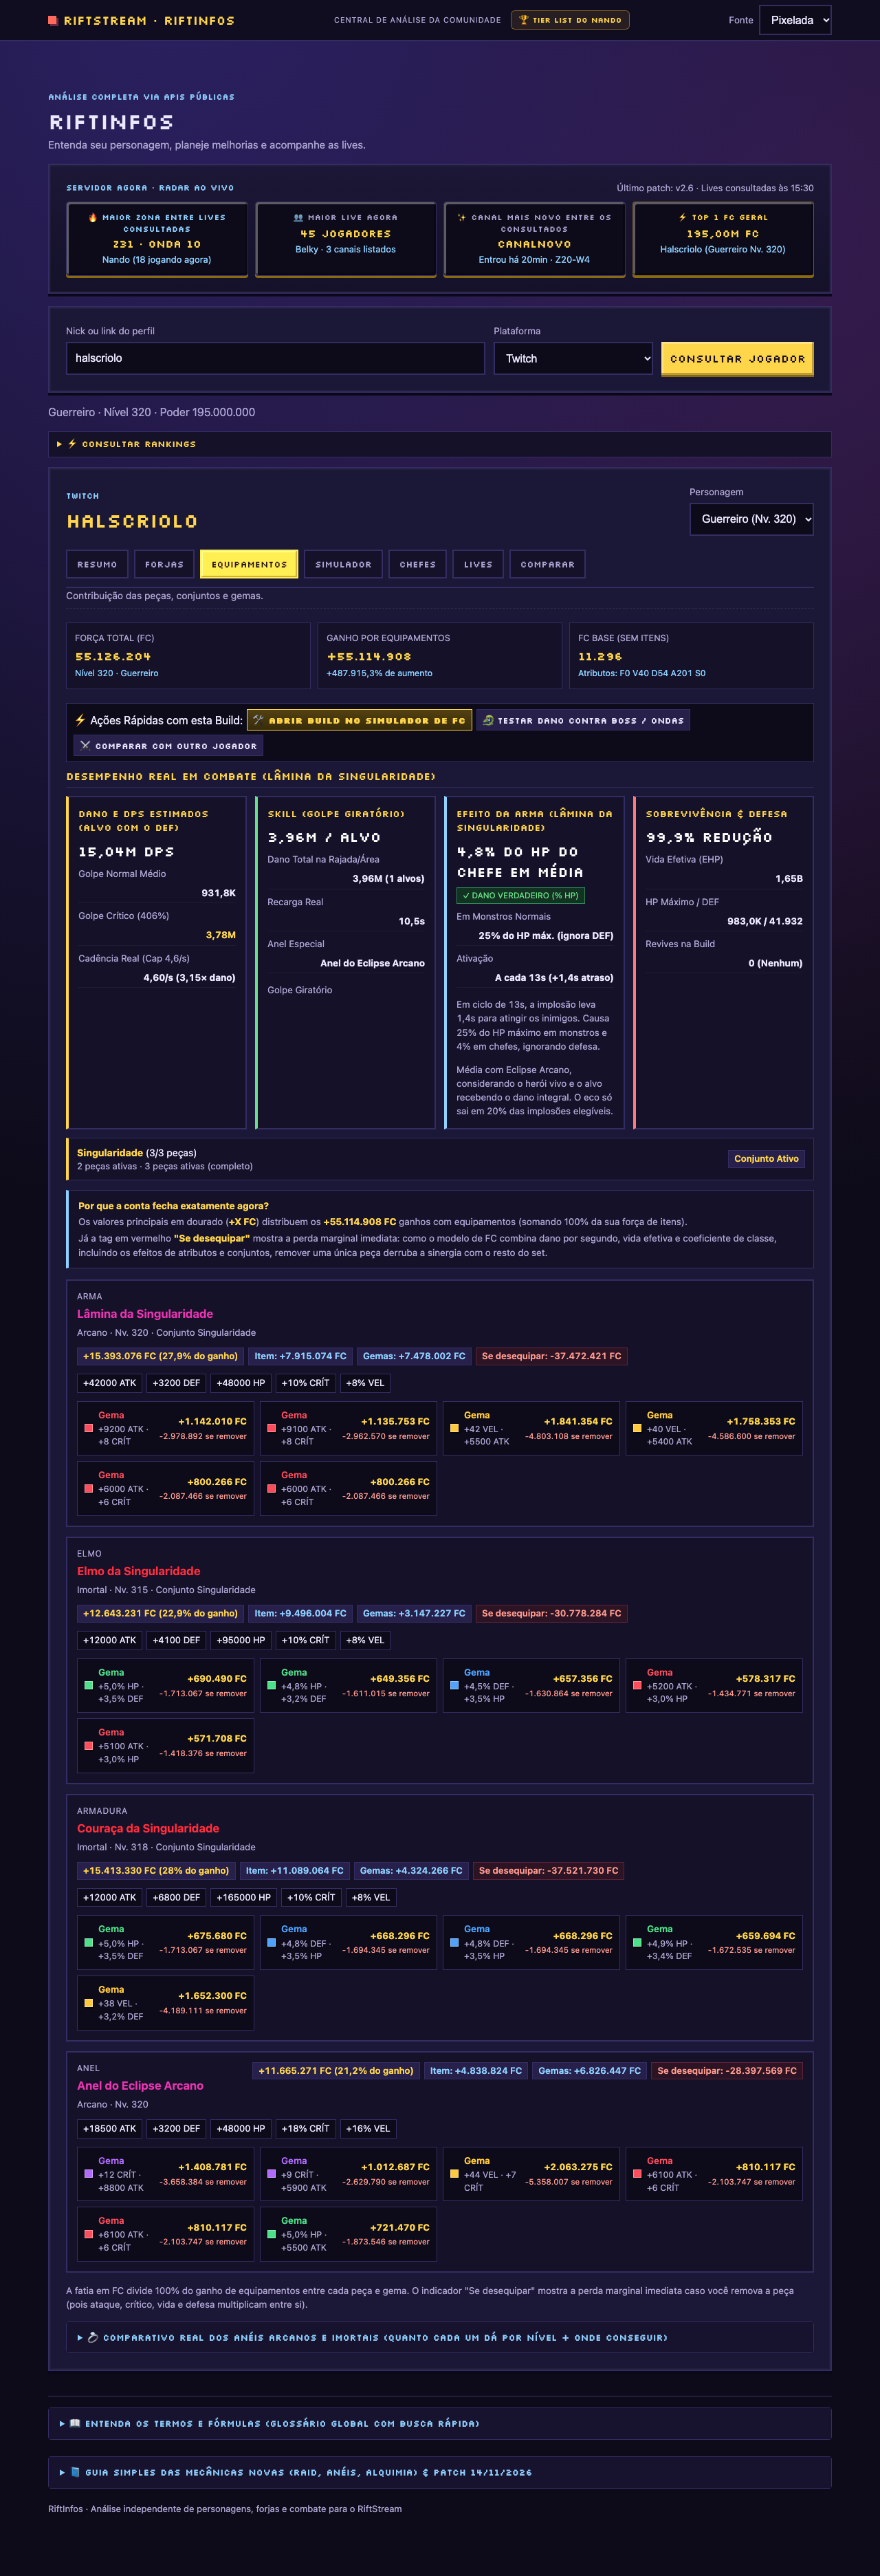 RIFTSTREAM · RIFTINFOS
CENTRAL DE ANÁLISE DA COMUNIDADE
🏆 TIER LIST DO NANDO
Fonte
Pixelada
ANÁLISE COMPLETA VIA APIS PÚBLICAS
RIFTINFOS
Entenda seu personagem, planeje melhorias e acompanhe as lives.
SERVIDOR AGORA · RADAR AO VIVO
Último patch: v2.6 · Lives consultadas às 15:30
🔥 MAIOR ZONA ENTRE LIVES
CONSULTADAS
Z31 · ONDA 10
Nando (18 jogando agora)
👥 MAIOR LIVE AGORA
45 JOGADORES
Belky · 3 canais listados
✨ CANAL MAIS NOVO ENTRE OS
CONSULTADOS
CANALNOVO
Entrou há 20min · Z20-W4
⚡ TOP 1 FC GERAL
195,00M FC
Halscriolo (Guerreiro Nv. 320)
Nick ou link do perfil
halscriolo
Plataforma
Twitch
CONSULTAR JOGADOR
Guerreiro · Nível 320 · Poder 195.000.000
▸ ⚡ CONSULTAR RANKINGS
TWITCH
HALSCRIOLO
Personagem
Guerreiro (Nv. 320)
RESUMO
FORJAS
EQUIPAMENTOS
SIMULADOR
CHEFES
LIVES
COMPARAR
Contribuição das peças, conjuntos e gemas.
FORÇA TOTAL (FC)
55.126.204
Nível 320 · Guerreiro
GANHO POR EQUIPAMENTOS
+55.114.908
+487.915,3% de aumento
FC BASE (SEM ITENS)
11.296
Atributos: F0 V40 D54 A201 S0
⚡ Ações Rápidas com esta Build:
🛠️ ABRIR BUILD NO SIMULADOR DE FC
🐉 TESTAR DANO CONTRA BOSS / ONDAS
⚔️ COMPARAR COM OUTRO JOGADOR
DESEMPENHO REAL EM COMBATE (LÂMINA DA SINGULARIDADE)
DANO E DPS ESTIMADOS
(ALVO COM 0 DEF)
15,04M DPS
Golpe Normal Médio
931,8K
Golpe Crítico (406%)
3,78M
Cadência Real (Cap 4,6/s)
4,60/s (3,15× dano)
SKILL (GOLPE GIRATÓRIO)
3,96M / ALVO
Dano Total na Rajada/Área
3,96M (1 alvos)
Recarga Real
10,5s
Anel Especial
Anel do Eclipse Arcano
Golpe Giratório
EFEITO DA ARMA (LÂMINA DA
SINGULARIDADE)
4,8% DO HP DO
CHEFE EM MÉDIA
✓ DANO VERDADEIRO (% HP)
Em Monstros Normais
25% do HP máx. (ignora DEF)
Ativação
A cada 13s (+1,4s atraso)
Em ciclo de 13s, a implosão leva
1,4s para atingir os inimigos. Causa
25% do HP máximo em monstros e
4% em chefes, ignorando defesa.
Média com Eclipse Arcano,
considerando o herói vivo e o alvo
recebendo o dano integral. O eco só
sai em 20% das implosões elegíveis.
SOBREVIVÊNCIA & DEFESA
99,9% REDUÇÃO
Vida Efetiva (EHP)
1,65B
HP Máximo / DEF
983,0K / 41.932
Revives na Build
0 (Nenhum)
Singularidade (3/3 peças)
2 peças ativas · 3 peças ativas (completo)
Conjunto Ativo
Por que a conta fecha exatamente agora?
Os valores principais em dourado (+X FC) distribuem os +55.114.908 FC ganhos com equipamentos (somando 100% da sua força de itens).
Já a tag em vermelho "Se desequipar" mostra a perda marginal imediata: como o modelo de FC combina dano por segundo, vida efetiva e coeficiente de classe,
incluindo os efeitos de atributos e conjuntos, remover uma única peça derruba a sinergia com o resto do set.
ARMA
Lâmina da Singularidade
Arcano · Nv. 320 · Conjunto Singularidade
+15.393.076 FC (27,9% do ganho)
Item: +7.915.074 FC
Gemas: +7.478.002 FC
Se desequipar: -37.472.421 FC
+42000 ATK
+3200 DEF
+48000 HP
+10% CRÍT
+8% VEL
Gema
+9200 ATK ·
+8 CRÍT
+1.142.010 FC
-2.978.892 se remover
Gema
+9100 ATK ·
+8 CRÍT
+1.135.753 FC
-2.962.570 se remover
Gema
+42 VEL ·
+5500 ATK
+1.841.354 FC
-4.803.108 se remover
Gema
+40 VEL ·
+5400 ATK
+1.758.353 FC
-4.586.600 se remover
Gema
+6000 ATK ·
+6 CRÍT
+800.266 FC
-2.087.466 se remover
Gema
+6000 ATK ·
+6 CRÍT
+800.266 FC
-2.087.466 se remover
ELMO
Elmo da Singularidade
Imortal · Nv. 315 · Conjunto Singularidade
+12.643.231 FC (22,9% do ganho)
Item: +9.496.004 FC
Gemas: +3.147.227 FC
Se desequipar: -30.778.284 FC
+12000 ATK
+4100 DEF
+95000 HP
+10% CRÍT
+8% VEL
Gema
+5,0% HP ·
+3,5% DEF
+690.490 FC
-1.713.067 se remover
Gema
+4,8% HP ·
+3,2% DEF
+649.356 FC
-1.611.015 se remover
Gema
+4,5% DEF ·
+3,5% HP
+657.356 FC
-1.630.864 se remover
Gema
+5200 ATK ·
+3,0% HP
+578.317 FC
-1.434.771 se remover
Gema
+5100 ATK ·
+3,0% HP
+571.708 FC
-1.418.376 se remover
ARMADURA
Couraça da Singularidade
Imortal · Nv. 318 · Conjunto Singularidade
+15.413.330 FC (28% do ganho)
Item: +11.089.064 FC
Gemas: +4.324.266 FC
Se desequipar: -37.521.730 FC
+12000 ATK
+6800 DEF
+165000 HP
+10% CRÍT
+8% VEL
Gema
+5,0% HP ·
+3,5% DEF
+675.680 FC
-1.713.067 se remover
Gema
+4,8% DEF ·
+3,5% HP
+668.296 FC
-1.694.345 se remover
Gema
+4,8% DEF ·
+3,5% HP
+668.296 FC
-1.694.345 se remover
Gema
+4,9% HP ·
+3,4% DEF
+659.694 FC
-1.672.535 se remover
Gema
+38 VEL ·
+3,2% DEF
+1.652.300 FC
-4.189.111 se remover
ANEL
Anel do Eclipse Arcano
Arcano · Nv. 320
+11.665.271 FC (21,2% do ganho)
Item: +4.838.824 FC
Gemas: +6.826.447 FC
Se desequipar: -28.397.569 FC
+18500 ATK
+3200 DEF
+48000 HP
+18% CRÍT
+16% VEL
Gema
+12 CRÍT ·
+8800 ATK
+1.408.781 FC
-3.658.384 se remover
Gema
+9 CRÍT ·
+5900 ATK
+1.012.687 FC
-2.629.790 se remover
Gema
+44 VEL · +7
CRÍT
+2.063.275 FC
-5.358.007 se remover
Gema
+6100 ATK ·
+6 CRÍT
+810.117 FC
-2.103.747 se remover
Gema
+6100 ATK ·
+6 CRÍT
+810.117 FC
-2.103.747 se remover
Gema
+5,0% HP ·
+5500 ATK
+721.470 FC
-1.873.546 se remover
A fatia em FC divide 100% do ganho de equipamentos entre cada peça e gema. O indicador "Se desequipar" mostra a perda marginal imediata caso você remova a peça
(pois ataque, crítico, vida e defesa multiplicam entre si).
▸ 💍 COMPARATIVO REAL DOS ANÉIS ARCANOS E IMORTAIS (QUANTO CADA UM DÁ POR NÍVEL + ONDE CONSEGUIR)
▸ 📖 ENTENDA OS TERMOS E FÓRMULAS (GLOSSÁRIO GLOBAL COM BUSCA RÁPIDA)
▸ 📘 GUIA SIMPLES DAS MECÂNICAS NOVAS (RAID, ANÉIS, ALQUIMIA) & PATCH 14/11/2026
RiftInfos · Análise independente de personagens, forjas e combate para o RiftStream